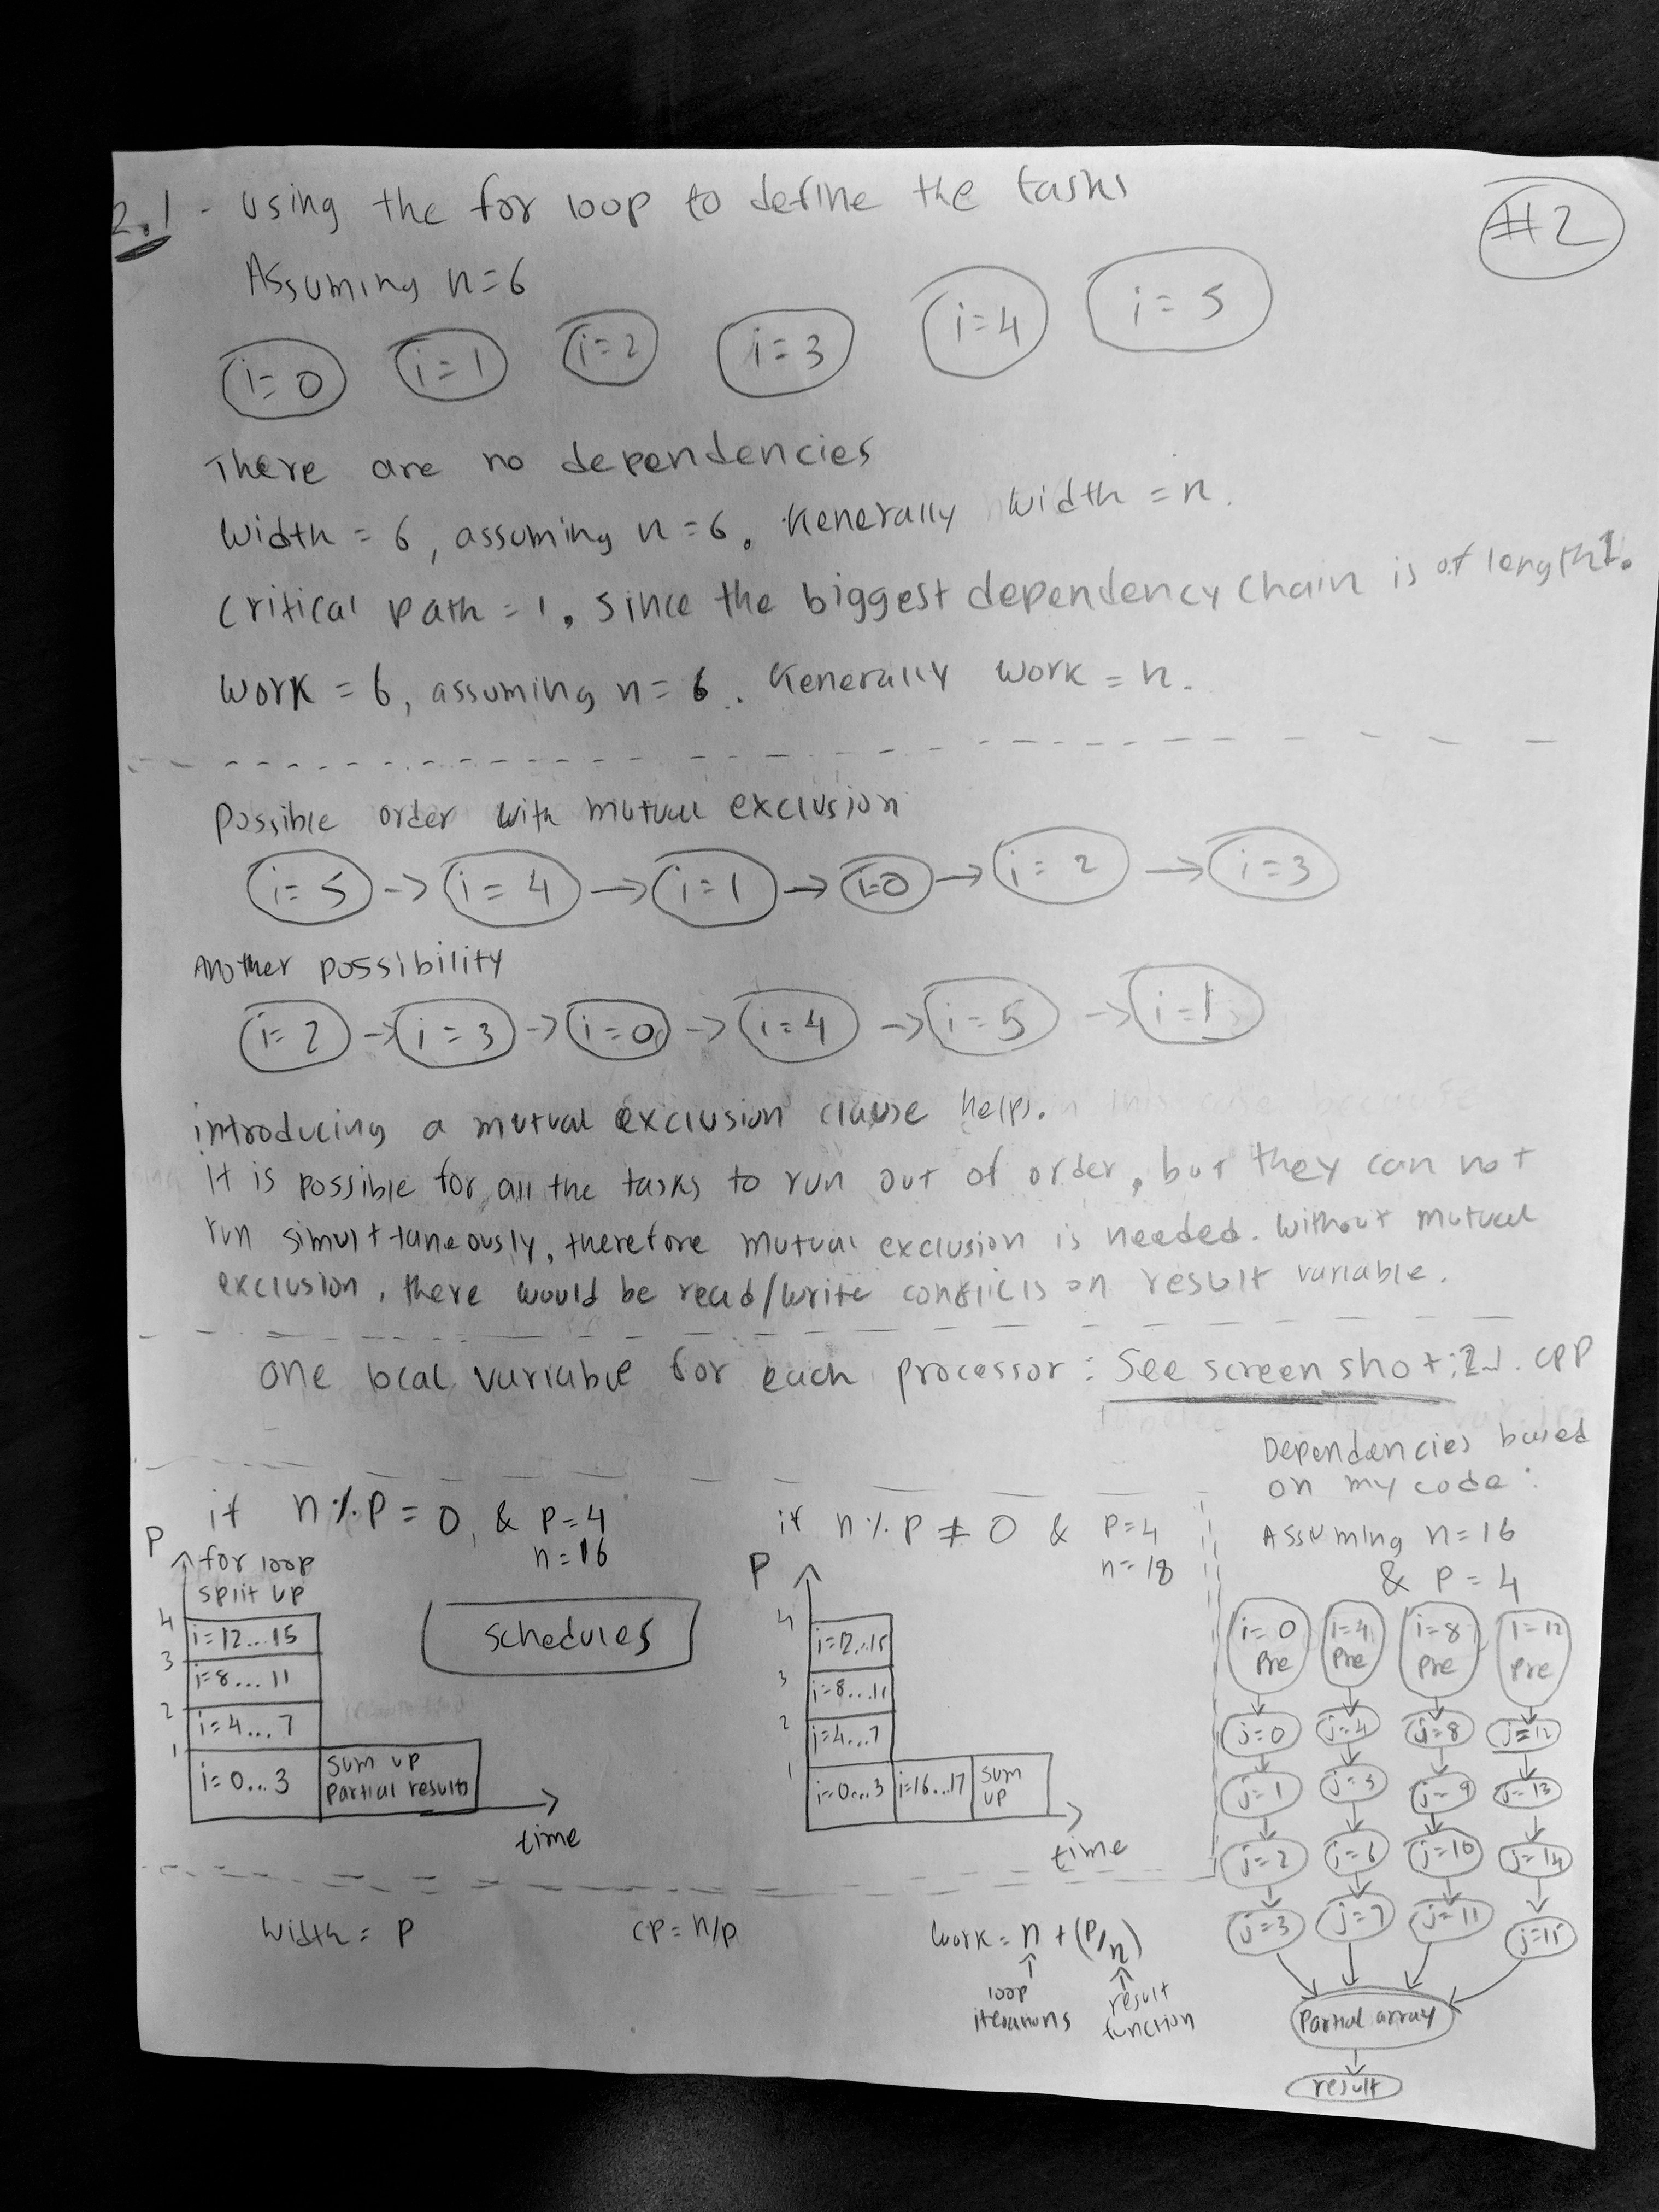 2.1 - using the for loop to define the tasks
#2
Assuming n=6
i=0 i=1 i=2 i=3 i=4 i=5
There are no dependencies
Width = 6, assuming n=6. Generally width = n.
Critical path = 1, since the biggest dependency chain is of length 1.
Work = 6, assuming n=6. Generally work = n.
Possible order with mutual exclusion
i=5 -> i=4 -> i=1 -> i=0 -> i=2 -> i=3
Another possibility
i=2 -> i=3 -> i=0 -> i=4 -> i=5 -> i=1
introducing a mutual exclusion clause helps.
It is possible for all the tasks to run out of order, but they can not
run simulttaneously, therefore mutual exclusion is needed. Without mutual
exclusion, there would be read/write conflicts on result variable.
one local variable for each processor: See screenshot: .cpp
if n % P = 0, & P=4
n=16
P
for loop
split up
4
i=12...15
3
i=8...11
2
i=4...7
1
i=0...3
sum up
Partial results
time
schedules
if n % P ≠ 0 & P=4
n=18
P
4
i=12..15
3
i=8...11
2
i=4...7
1
i=0...3
i=16...17
sum
up
time
Dependencies based
on my code:
Assuming n=16
& P=4
i=0 i=4 i=8 i=12
Pre Pre Pre Pre
j=0 j=4 j=8 j=12
j=1 j=5 j=9 j=13
j=2 j=6 j=10 j=14
j=3 j=7 j=11 j=15
Partial array
result
Width = P
CP = n/p
Work = n + (P/n)
loop
iterations
result
function